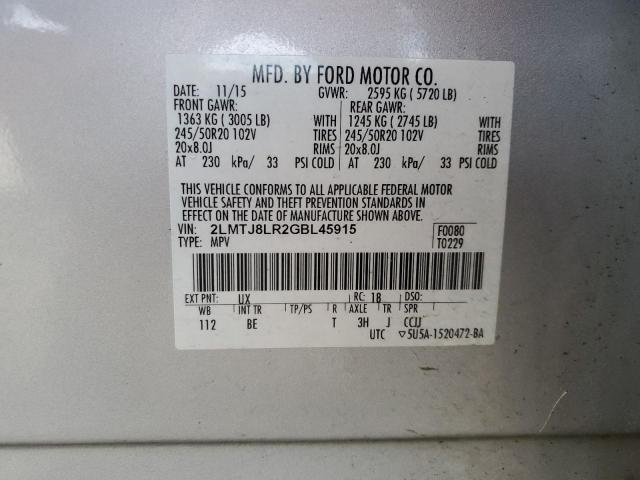 MFD. BY FORD MOTOR CO.
DATE: 11/15 GVWR: 2595 KG ( 5720 LB)
FRONT GAWR: REAR GAWR:
1363 KG ( 3005 LB) WITH 1245 KG ( 2745 LB) WITH
245/50R20 102V TIRES 245/50R20 102V TIRES
20x8.0J RIMS 20x8.0J RIMS
AT 230 kPa/ 33 PSI COLD AT 230 kPa/ 33 PSI COLD
THIS VEHICLE CONFORMS TO ALL APPLICABLE FEDERAL MOTOR
VEHICLE SAFETY AND THEFT PREVENTION STANDARDS IN
EFFECT ON THE DATE OF MANUFACTURE SHOWN ABOVE.
VIN: 2LMTJ8LR2GBL45915 F0080
TYPE: MPV T0229
EXT PNT: UX RC: 18 DSO:
WB INT TR TP/PS R AXLE TR SPR
112 BE T 3H J CCJJ
UTC ▽5U5A-1520472-BA